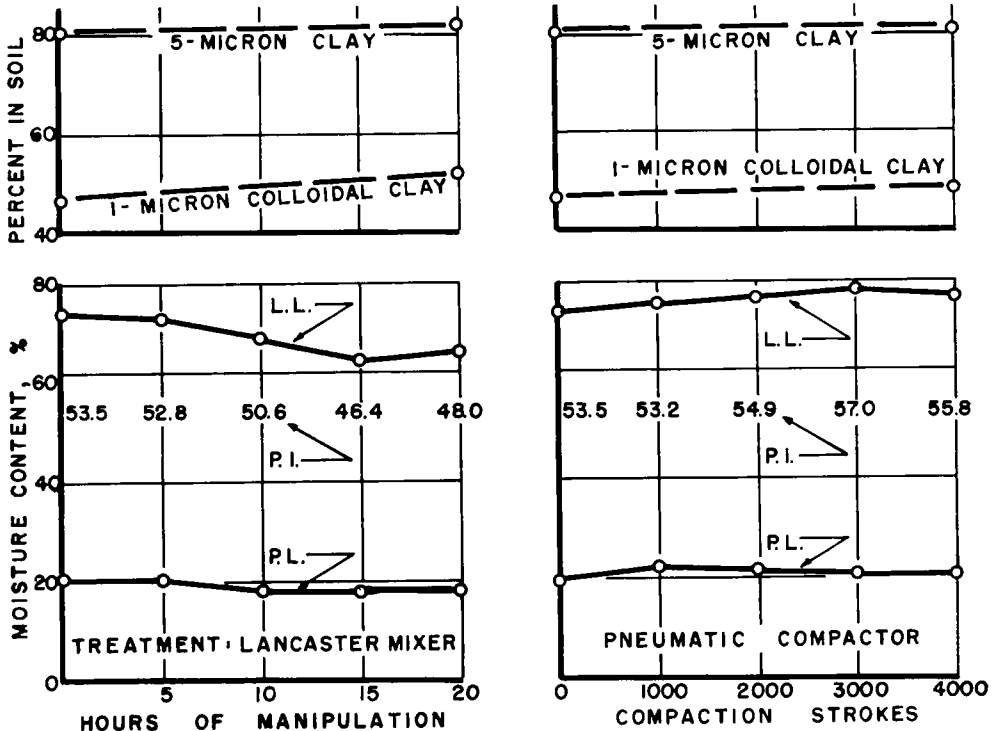 PERCENT IN SOIL
80
60
40
5-MICRON CLAY
1-MICRON COLLOIDAL CLAY
5-MICRON CLAY
1-MICRON COLLOIDAL CLAY
MOISTURE CONTENT, %
80
60
40
20
0
L.L.
53.5 52.8 50.6 46.4 48.0
P.I.
P.L.
TREATMENT: LANCASTER MIXER
5 10 15 20
HOURS OF MANIPULATION
L.L.
53.5 53.2 54.9 57.0 55.8
P.I.
P.L.
PNEUMATIC COMPACTOR
0 1000 2000 3000 4000
COMPACTION STROKES